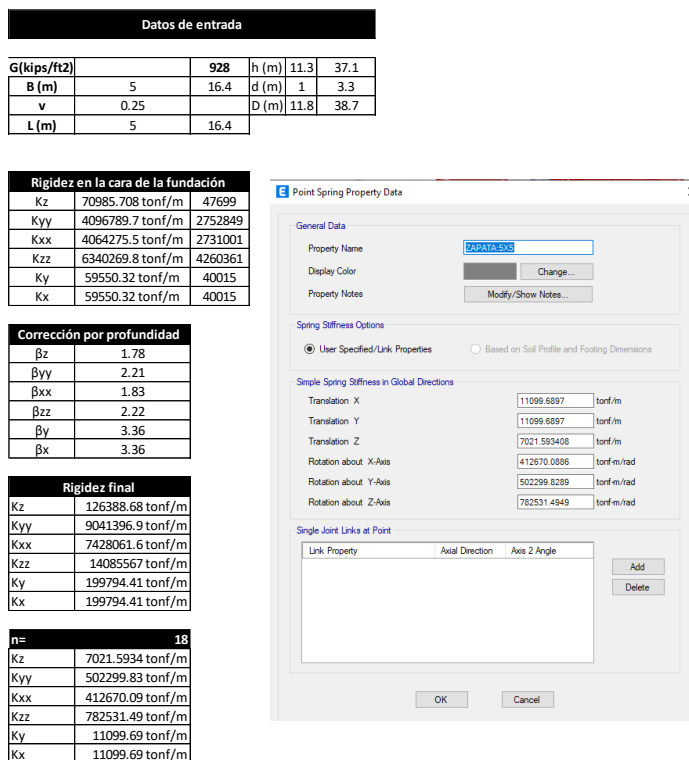 Datos de entrada
G(kips/ft2) 928 h (m) 11.3 37.1
B (m) 5 16.4 d (m) 1 3.3
v 0.25 D (m) 11.8 38.7
L (m) 5 16.4
Rigidez en la cara de la fundación
Kz 70985.708 tonf/m 47699
Kyy 4096789.7 tonf/m 2752849
Kxx 4064275.5 tonf/m 2731001
Kzz 6340269.8 tonf/m 4260361
Ky 59550.32 tonf/m 40015
Kx 59550.32 tonf/m 40015
Corrección por profundidad
βz 1.78
βyy 2.21
βxx 1.83
βzz 2.22
βy 3.36
βx 3.36
Rigidez final
Kz 126388.68 tonf/m
Kyy 9041396.9 tonf/m
Kxx 7428061.6 tonf/m
Kzz 14085567 tonf/m
Ky 199794.41 tonf/m
Kx 199794.41 tonf/m
n= 18
Kz 7021.5934 tonf/m
Kyy 502299.83 tonf/m
Kxx 412670.09 tonf/m
Kzz 782531.49 tonf/m
Ky 11099.69 tonf/m
Kx 11099.69 tonf/m
E Point Spring Property Data
General Data
Property Name ZAPATA:5X5
Display Color Change...
Property Notes Modify/Show Notes...
Spring Stiffness Options
User Specified/Link Properties Based on Soil Profile and Footing Dimensions
Simple Spring Stiffness in Global Directions
Translation X 11099.6897 tonf/m
Translation Y 11099.6897 tonf/m
Translation Z 7021.593408 tonf/m
Rotation about X-Axis 412670.0886 tonf-m/rad
Rotation about Y-Axis 502299.8289 tonf-m/rad
Rotation about Z-Axis 782531.4949 tonf-m/rad
Single Joint Links at Point
Link Property Axial Direction Axis 2 Angle
Add
Delete
OK Cancel